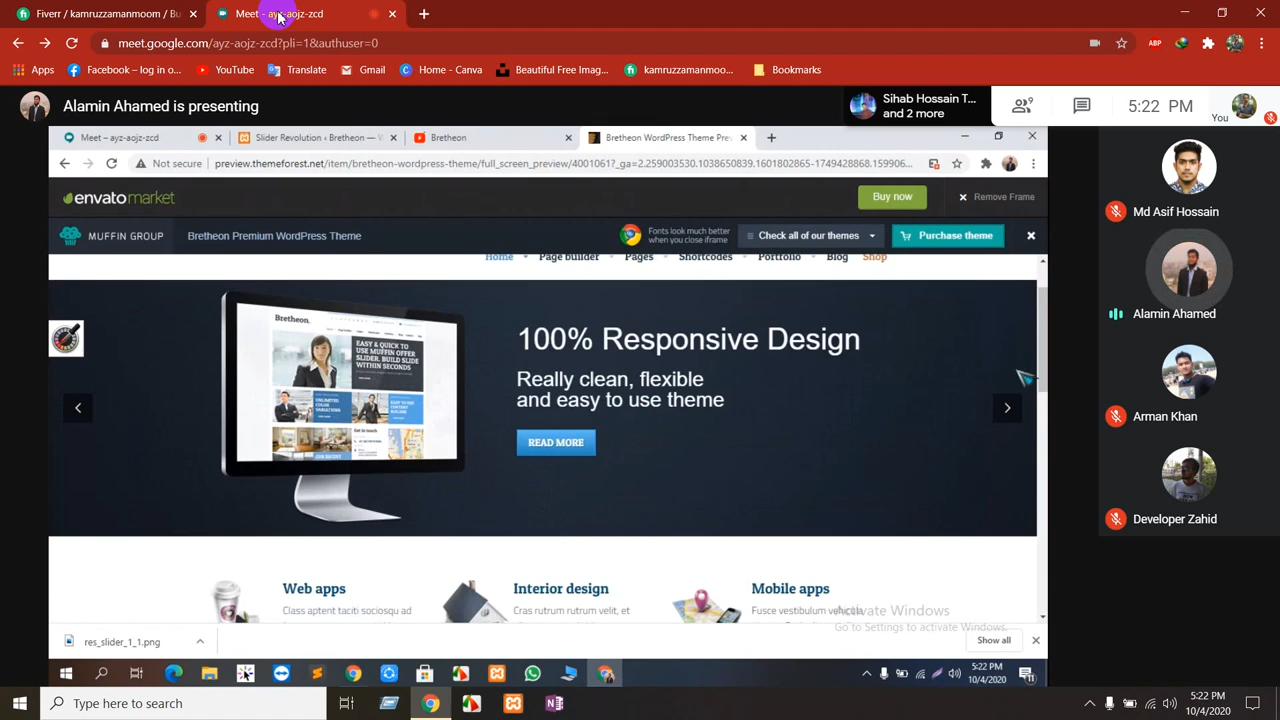 Fiverr / kamruzzamanmoom / Bu
Meet - ayz-aojz-zcd
meet.google.com/ayz-aojz-zcd?pli=1&authuser=0
ABP
Apps
Facebook – log in o...
YouTube
Translate
Gmail
Home - Canva
Beautiful Free Imag...
kamruzzamanmoo...
Bookmarks
Alamin Ahamed is presenting
Sihab Hossain T...
and 2 more
9
5:22 PM
You
Meet – ayz-aojz-zcd
Slider Revolution ‹ Bretheon — W
Bretheon
Bretheon WordPress Theme Prev
Not secure
preview.themeforest.net/item/bretheon-wordpress-theme/full_screen_preview/4001061?_ga=2.259003530.1038650839.1601802865-1749428868.159906...
envatomarket
Buy now
Remove Frame
MUFFIN GROUP
Bretheon Premium WordPress Theme
Fonts look much better
when you close iframe
Check all of our themes
Purchase theme
Home
Page builder
Pages
Shortcodes
Portfolio
Blog
Shop
Bretheon.
EASY & QUICK TO
USE MUFFIN OFFER
SLIDER. BUILD SLIDE
WITHIN SECONDS
UNLIMITED
COLOR
VARIATIONS
Get in touch
100% Responsive Design
Really clean, flexible
and easy to use theme
READ MORE
Web apps
Class aptent taciti sociosqu ad
Interior design
Cras rutrum rutrum velit, et
Mobile apps
Fusce vestibulum vehicula
Activate Windows
Go to Settings to activate Windows.
res_slider_1_1.png
Show all
5:22 PM
10/4/2020
Md Asif Hossain
Alamin Ahamed
Arman Khan
Developer Zahid
Type here to search
5:22 PM
10/4/2020